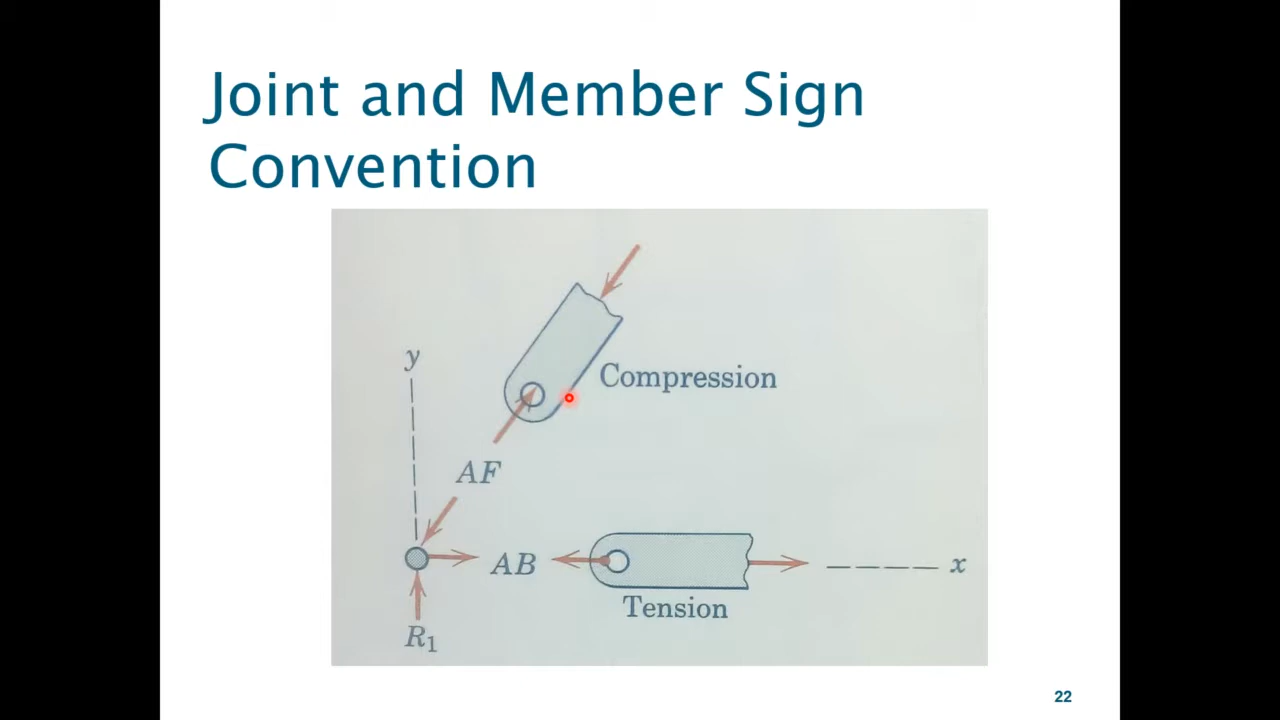 Joint and Member Sign
Convention
y
Compression
AF
AB
x
Tension
R₁
22